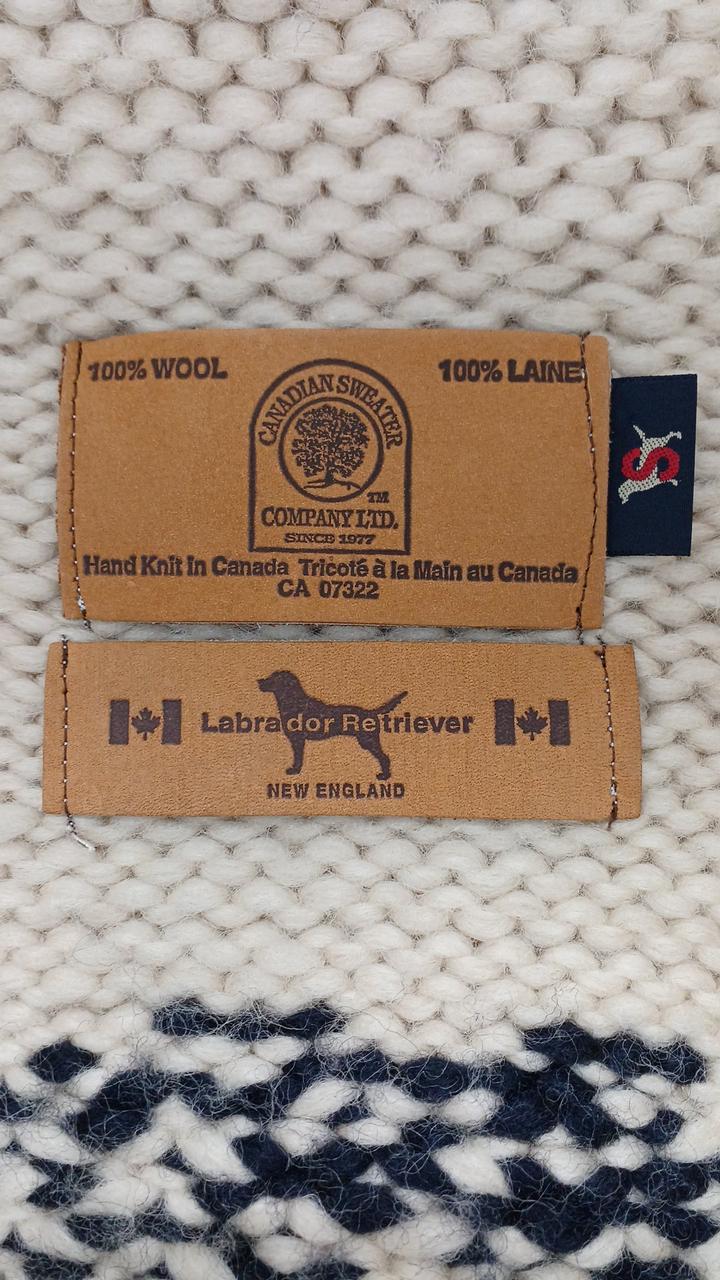 100% WOOL 100% LAINE
CANADIAN SWEATER
TM
COMPANY LTD.
SINCE 1977
Hand Knit in Canada Tricoté à la Main au Canada
CA 07322
S
Labrador Retriever
NEW ENGLAND